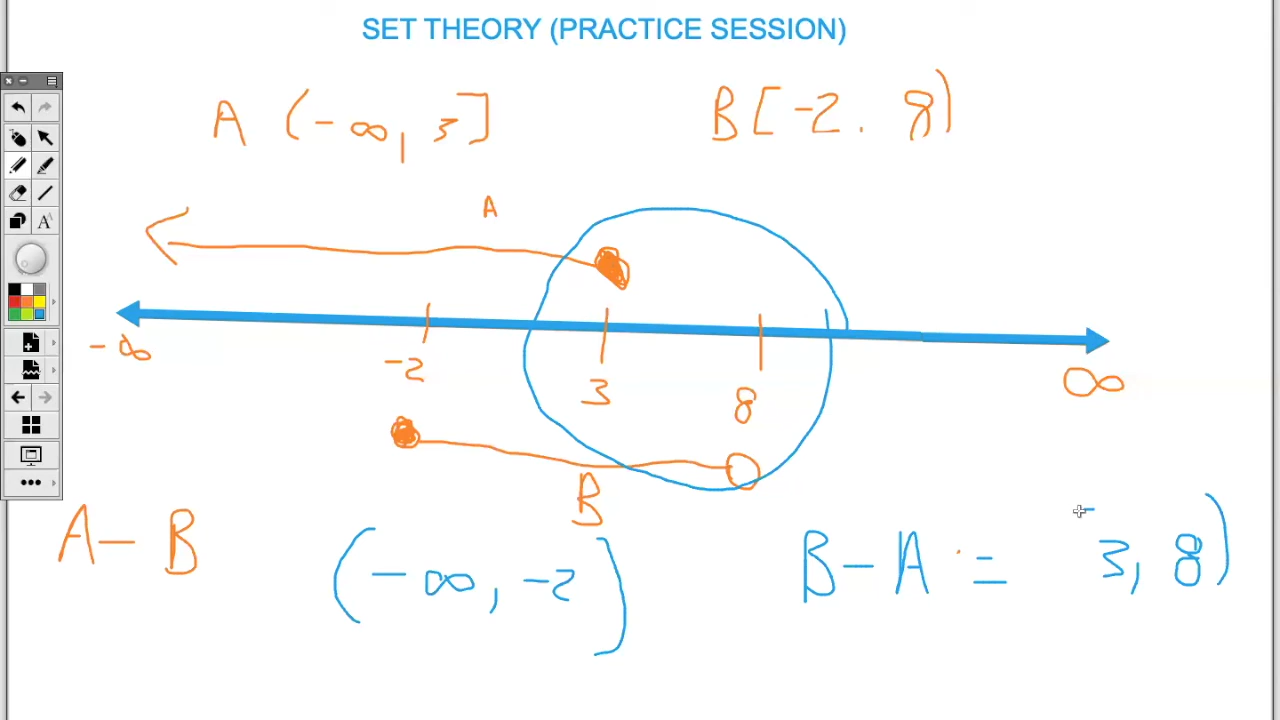 SET THEORY (PRACTICE SESSION)
A (-∞, 3] B[-2. 8)
A
-∞ -2 3 8 ∞
B
A - B (-∞, -2) B - A = 3, 8)